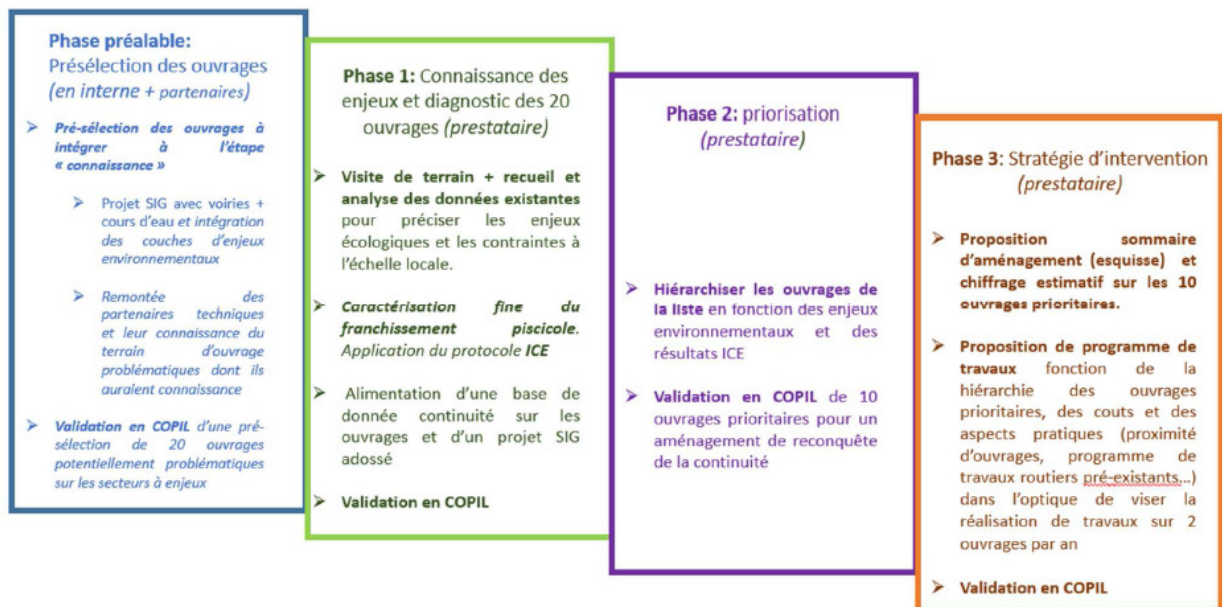 Phase préalable:
Présélection des ouvrages
(en interne + partenaires)
➢ Pré-sélection des ouvrages à
intégrer à l'étape
« connaissance »
➢ Projet SIG avec voiries +
cours d'eau et intégration
des couches d'enjeux
environnementaux
➢ Remontée des
partenaires techniques
et leur connaissance du
terrain d'ouvrage
problématiques dont ils
auraient connaissance
➢ Validation en COPIL d'une pré-
sélection de 20 ouvrages
potentiellement problématiques
sur les secteurs à enjeux
Phase 1: Connaissance des
enjeux et diagnostic des 20
ouvrages (prestataire)
➢ Visite de terrain + recueil et
analyse des données existantes
pour préciser les enjeux
écologiques et les contraintes à
l'échelle locale.
➢ Caractérisation fine du
franchissement piscicole.
Application du protocole ICE
➢ Alimentation d'une base de
donnée continuité sur les
ouvrages et d'un projet SIG
adossé
➢ Validation en COPIL
Phase 2: priorisation
(prestataire)
➢ Hiérarchiser les ouvrages de
la liste en fonction des enjeux
environnementaux et des
résultats ICE
➢ Validation en COPIL de 10
ouvrages prioritaires pour un
aménagement de reconquête
de la continuité
Phase 3: Stratégie d'intervention
(prestataire)
➢ Proposition sommaire
d'aménagement (esquisse) et
chiffrage estimatif sur les 10
ouvrages prioritaires.
➢ Proposition de programme de
travaux fonction de la
hiérarchie des ouvrages
prioritaires, des couts et des
aspects pratiques (proximité
d'ouvrages, programme de
travaux routiers pré-existants...)
dans l'optique de viser la
réalisation de travaux sur 2
ouvrages par an
➢ Validation en COPIL